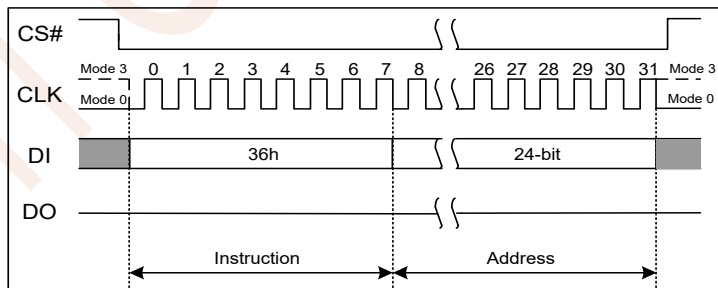 CS#
Mode 3 0 1 2 3 4 5 6 7 8 26 27 28 29 30 31 Mode 3
CLK
Mode 0 Mode 0
DI 36h 24-bit
DO
Instruction Address